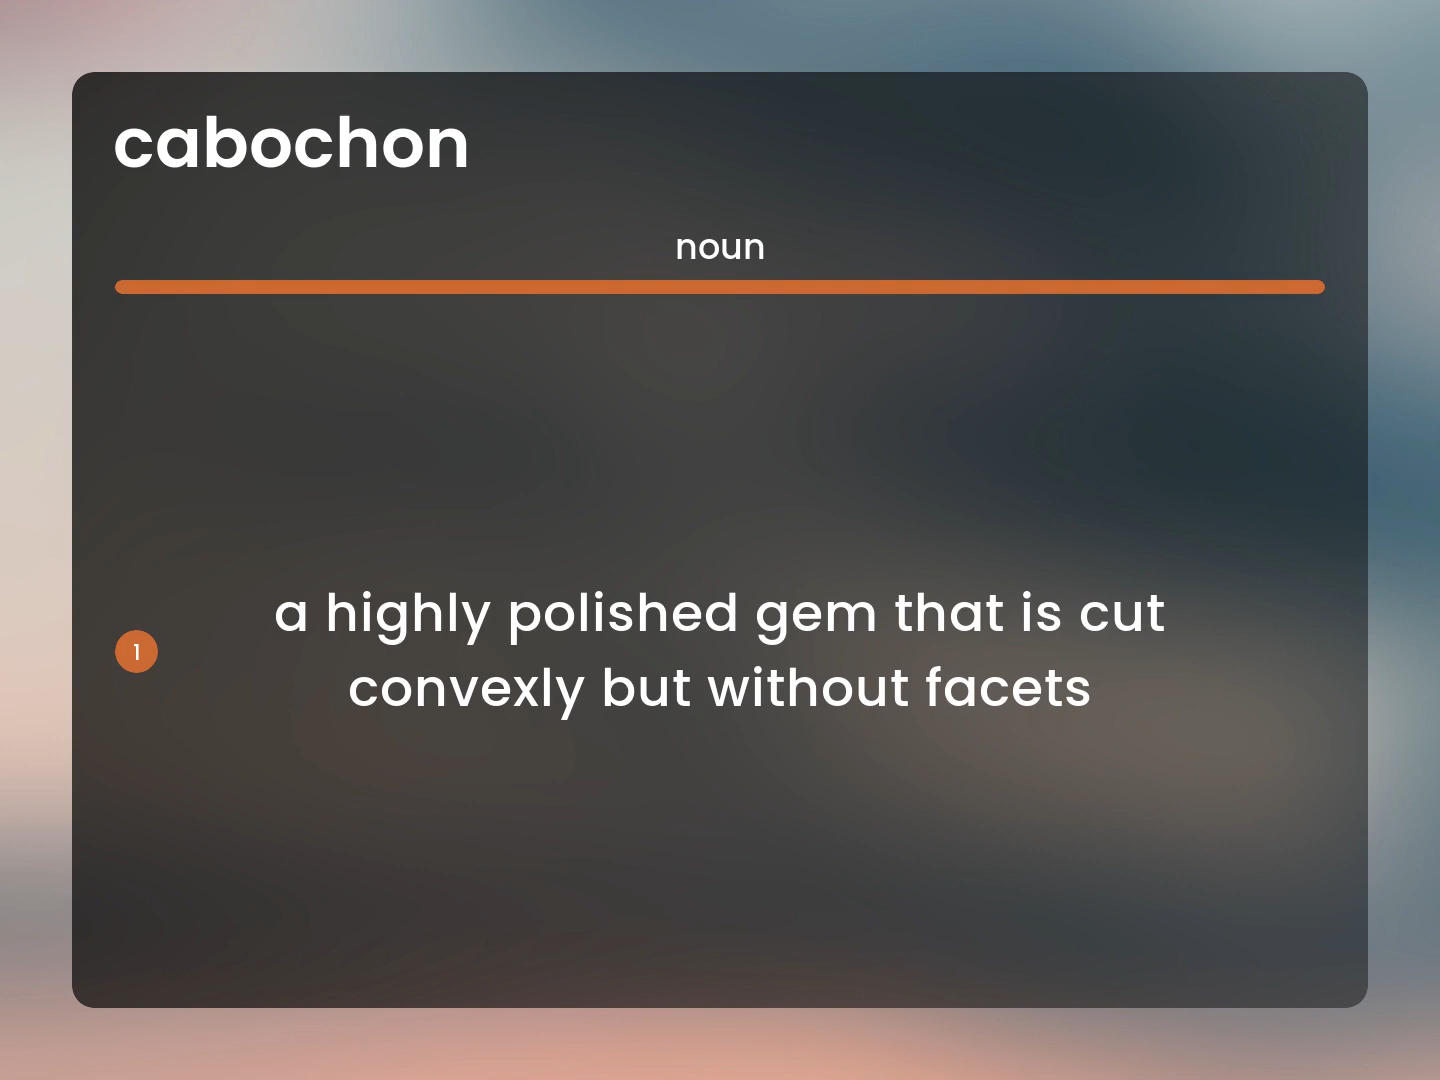 cabochon
noun
1
a highly polished gem that is cut
convexly but without facets